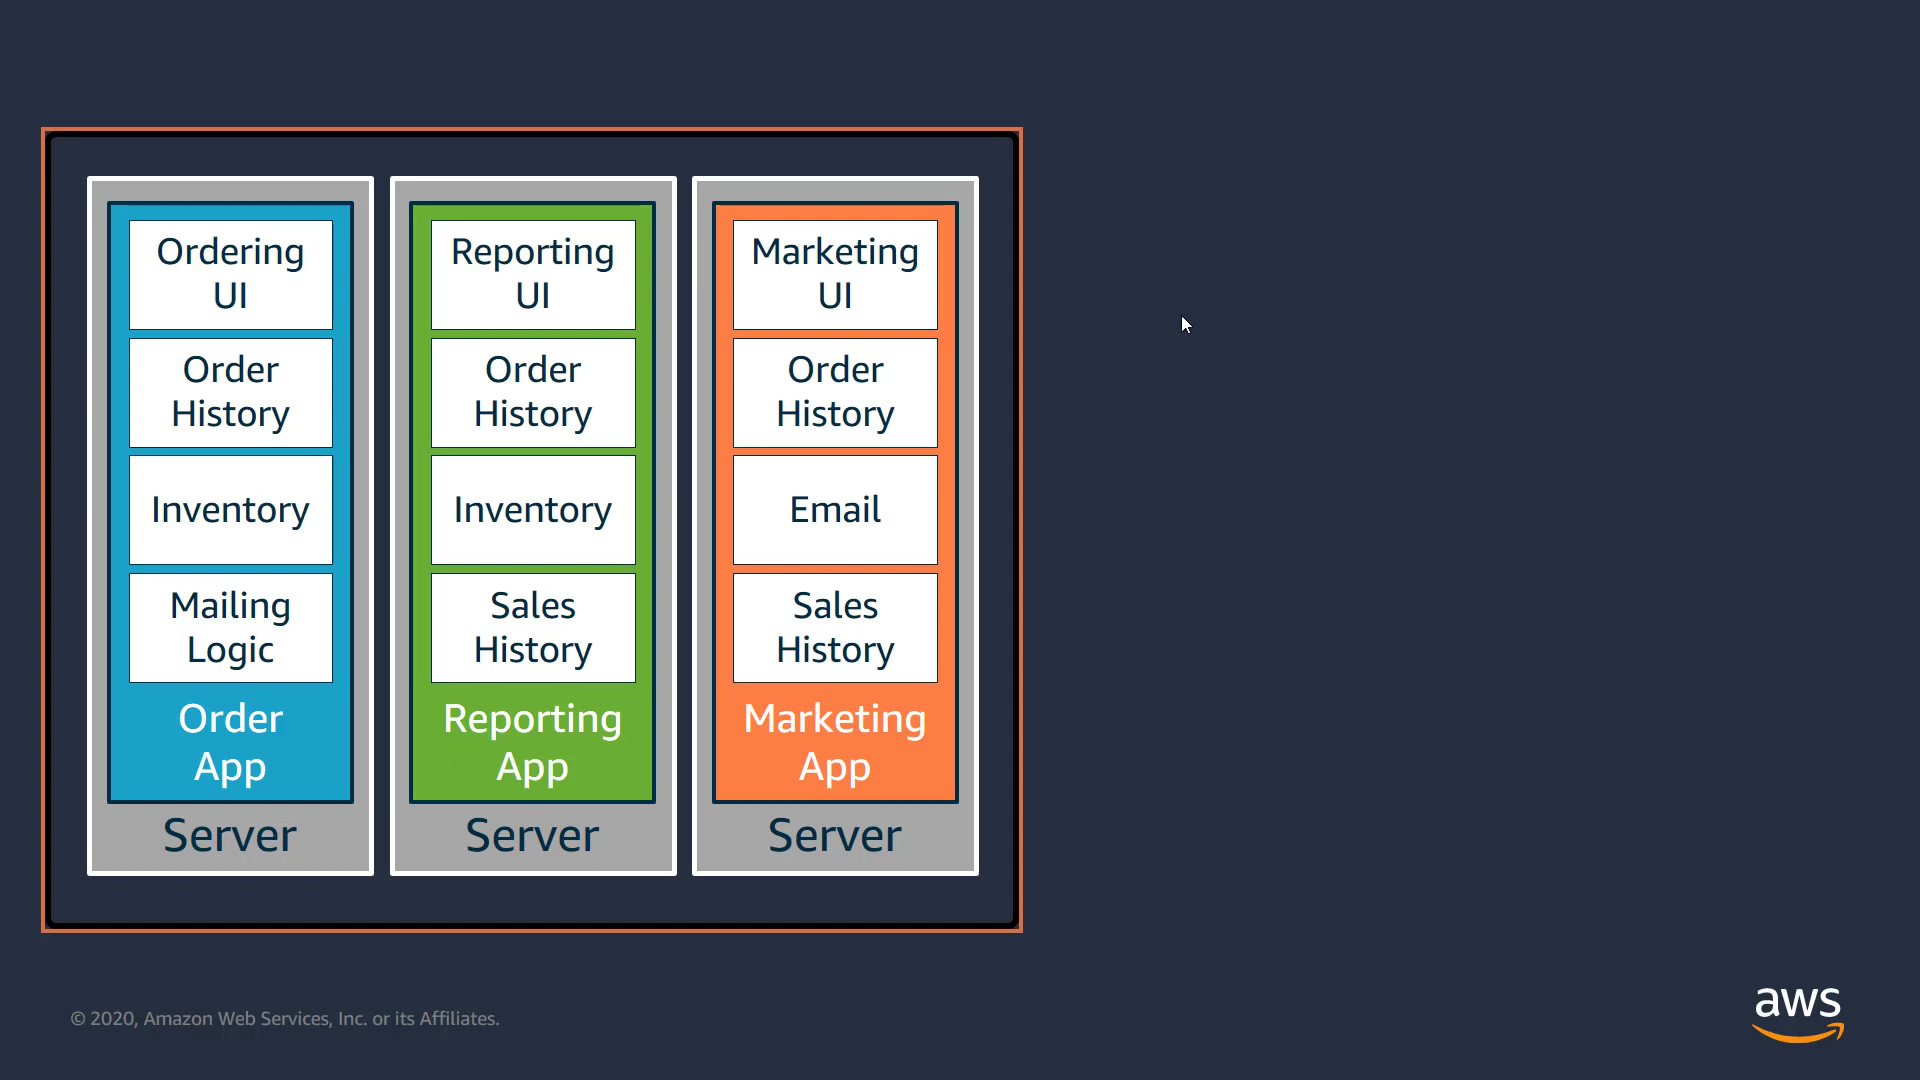 Ordering
UI
Order
History
Inventory
Mailing
Logic
Order
App
Server
Reporting
UI
Order
History
Inventory
Sales
History
Reporting
App
Server
Marketing
UI
Order
History
Email
Sales
History
Marketing
App
Server
© 2020, Amazon Web Services, Inc. or its Affiliates.
aws